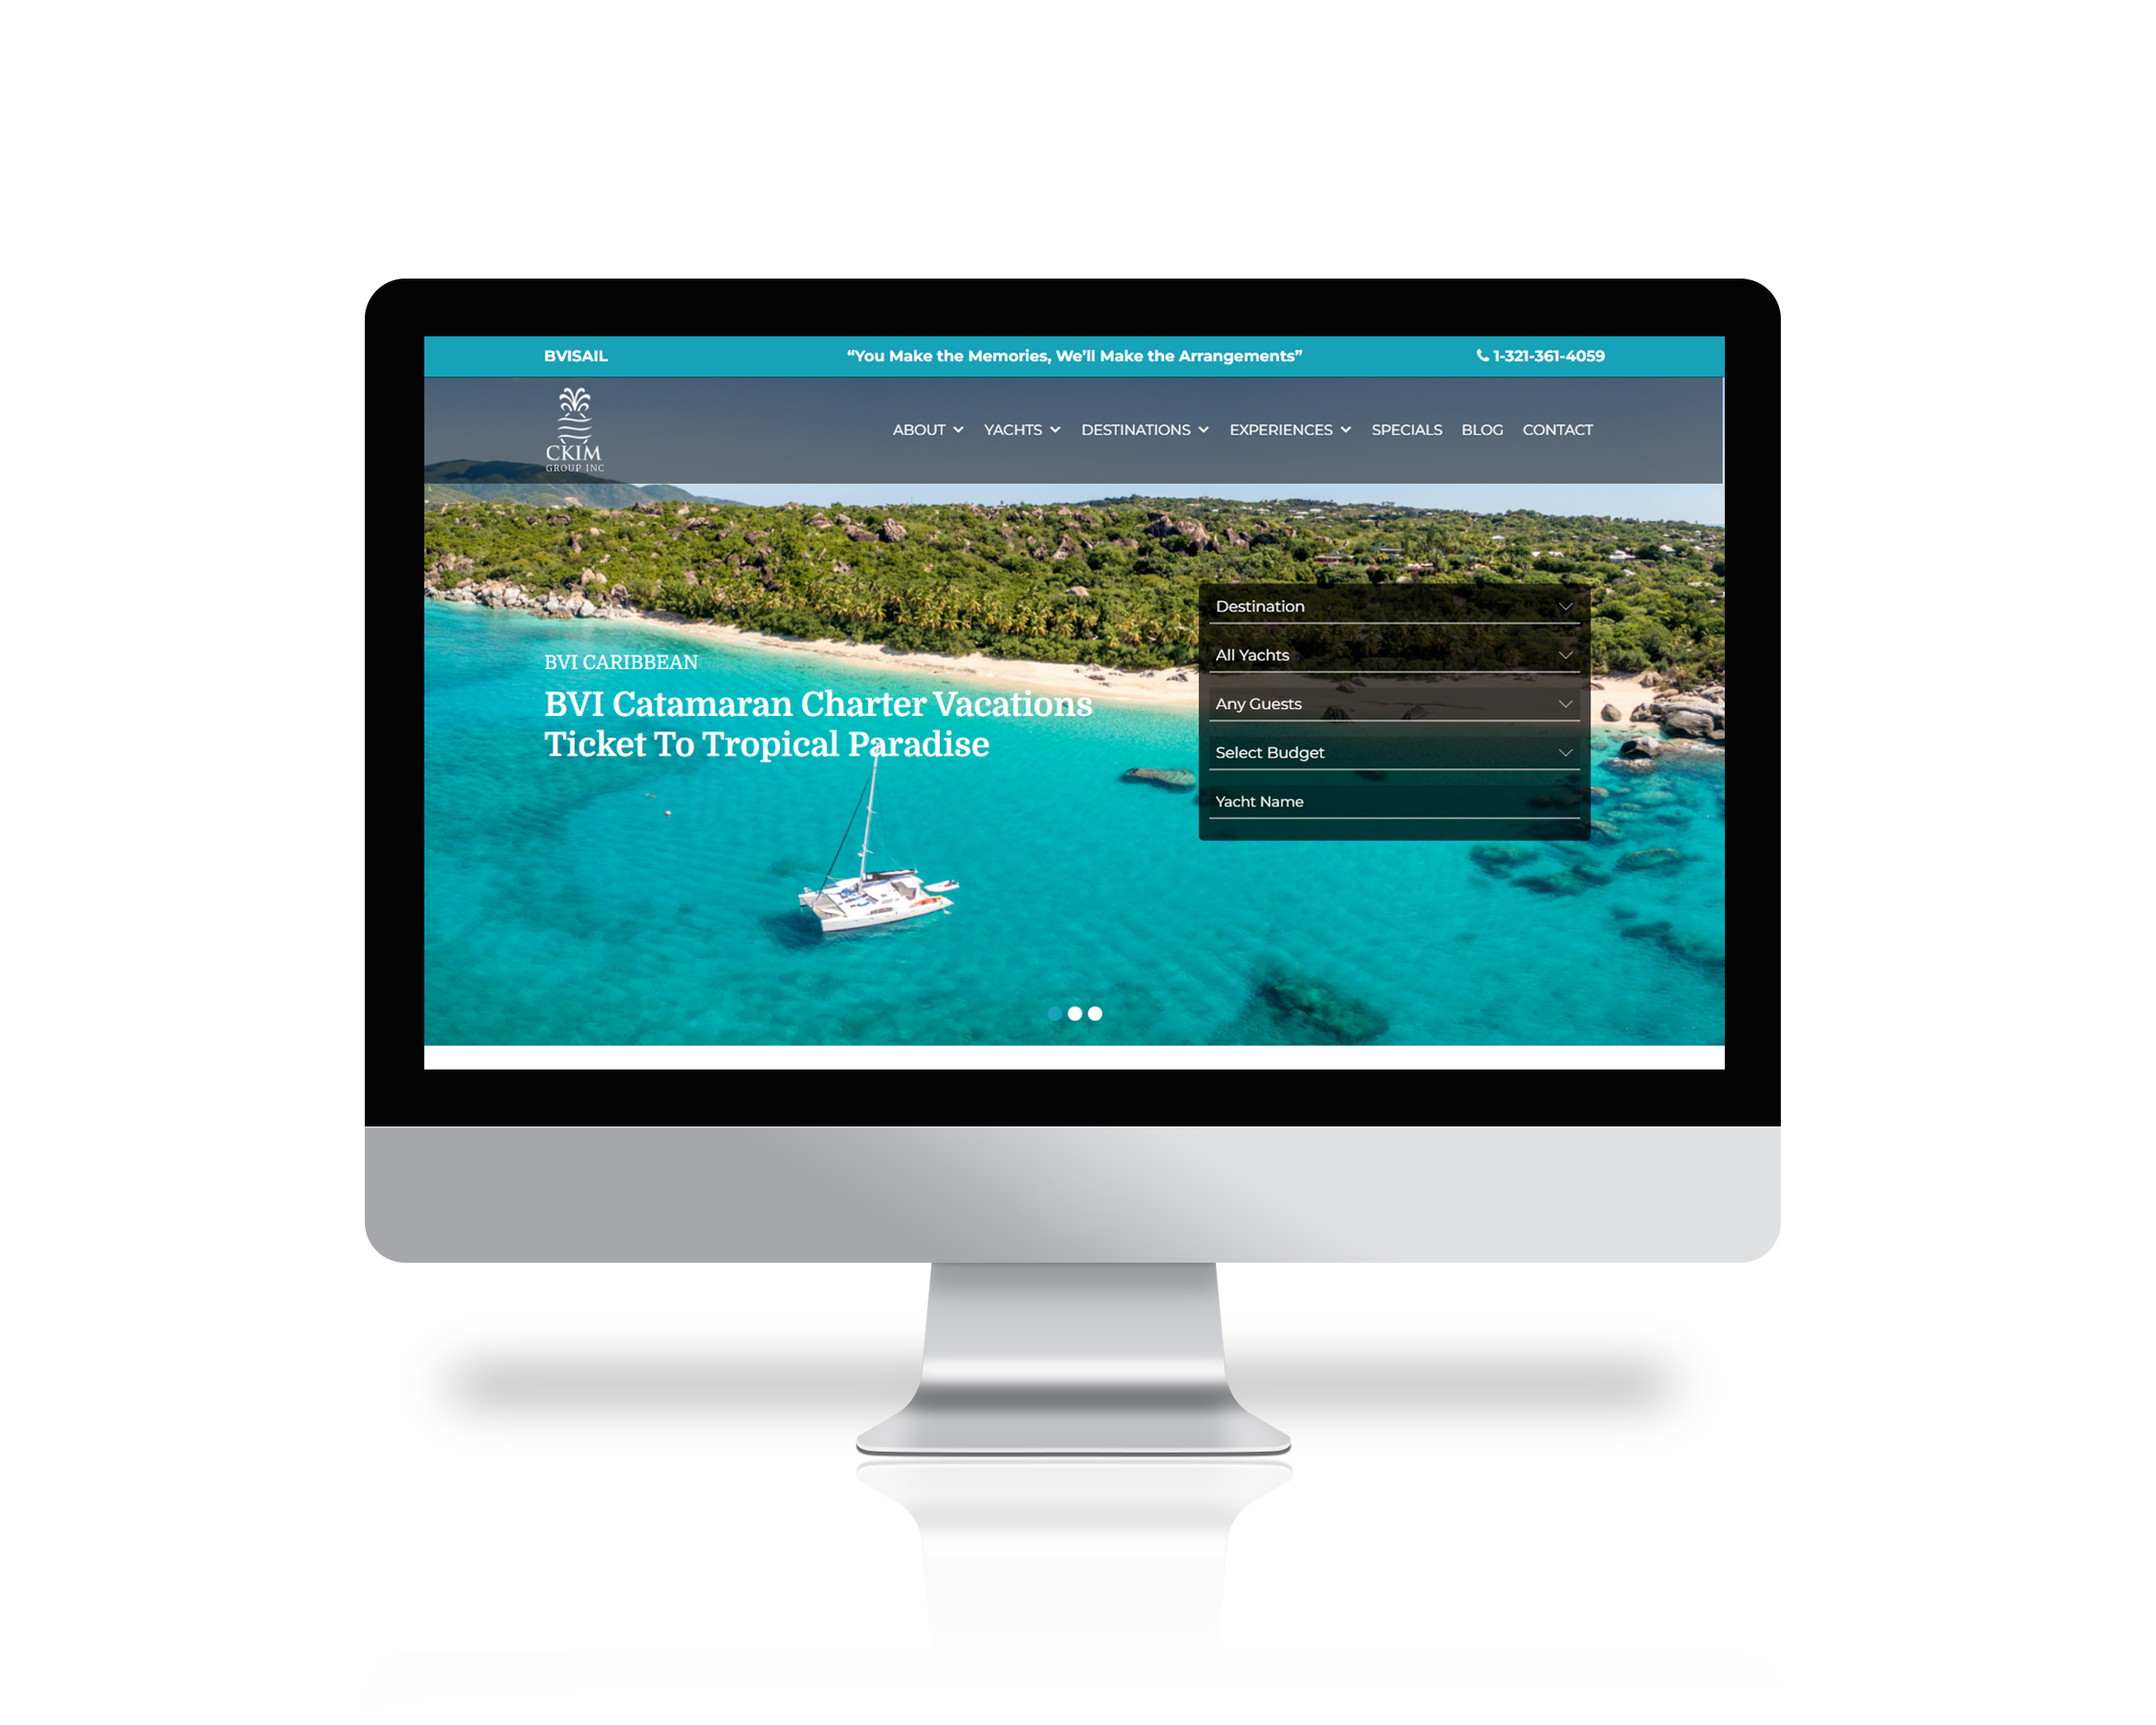 BVISAIL
“You Make the Memories, We’ll Make the Arrangements”
1-321-361-4059
CKIM
GROUP INC
ABOUT
YACHTS
DESTINATIONS
EXPERIENCES
SPECIALS
BLOG
CONTACT
BVI CARIBBEAN
BVI Catamaran Charter Vacations
Ticket To Tropical Paradise
Destination
All Yachts
Any Guests
Select Budget
Yacht Name